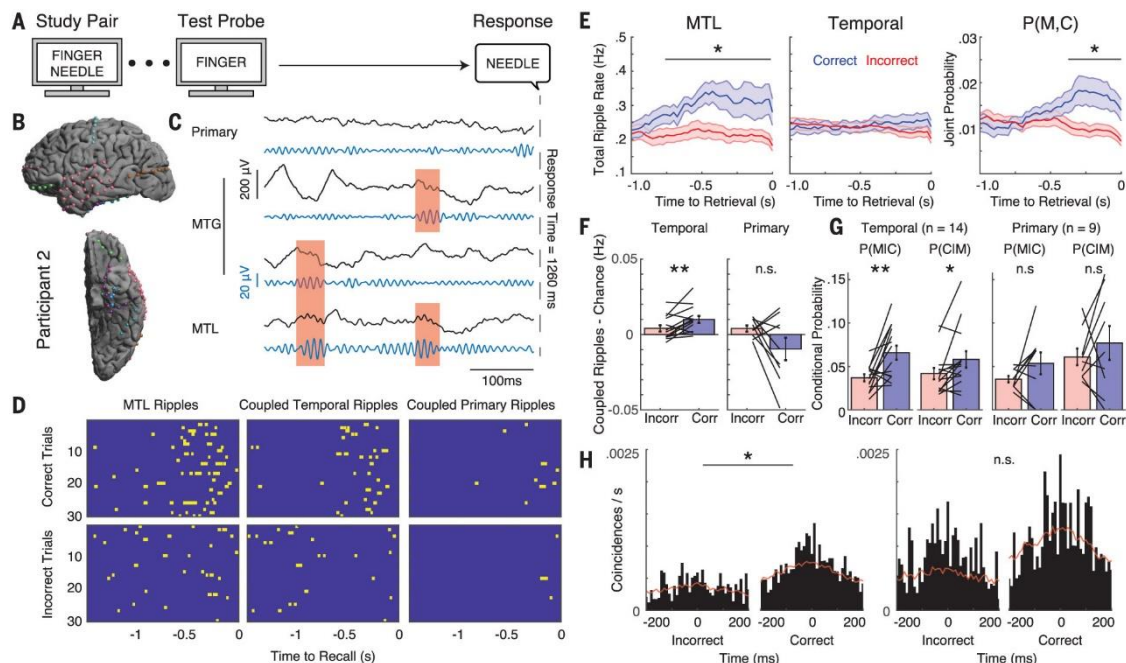 A
Study Pair
Test Probe
Response
FINGER
NEEDLE
FINGER
NEEDLE
B
C
Primary
200 µV
MTG
20 µV
MTL
Response Time = 1260 ms
100ms
Participant 2
D
MTL Ripples
Coupled Temporal Ripples
Coupled Primary Ripples
Correct Trials
10
20
30
Incorrect Trials
10
20
30
-1 -0.5 0
-1 -0.5 0
-1 -0.5 0
Time to Recall (s)
E
MTL
Temporal
P(M,C)
Total Ripple Rate (Hz)
.5
.4
.3
.2
.1
*
Correct Incorrect
Joint Probability
.03
.02
.01
*
-1.0 -0.5 0
-1.0 -0.5 0
-1.0 -0.5 0
Time to Retrieval (s)
Time to Retrieval (s)
Time to Retrieval (s)
F
Temporal
Primary
Coupled Ripples - Chance (Hz)
0.05
0
-0.05
**
n.s.
Incorr Corr
Incorr Corr
G
Temporal (n = 14)
Primary (n = 9)
P(MIC)
P(CIM)
P(MIC)
P(CIM)
Conditional Probability
.15
.10
.05
.00
**
*
n.s
n.s
Incorr Corr
Incorr Corr
Incorr Corr
Incorr Corr
H
Coincidences / s
0.0025
0
*
0.0025
0
n.s.
-200 0 200
-200 0 200
-200 0 200
-200 0 200
Incorrect
Correct
Incorrect
Correct
Time (ms)
Time (ms)